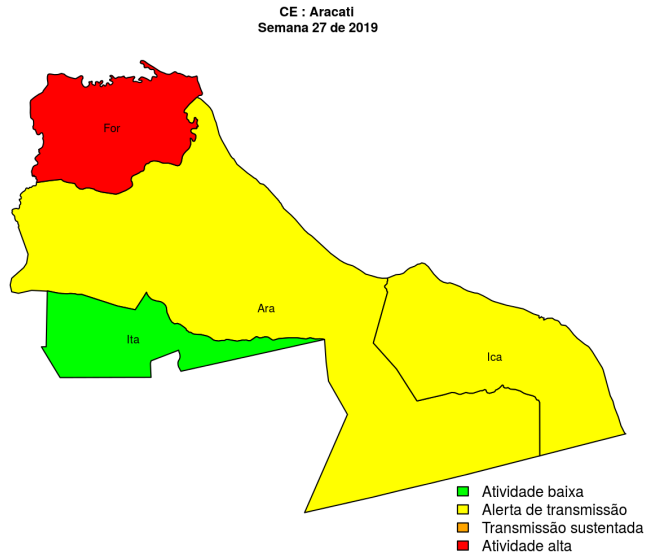 CE : Aracati
Semana 27 de 2019
For
Ara
Ita
Ica
Atividade baixa
Alerta de transmissão
Transmissão sustentada
Atividade alta